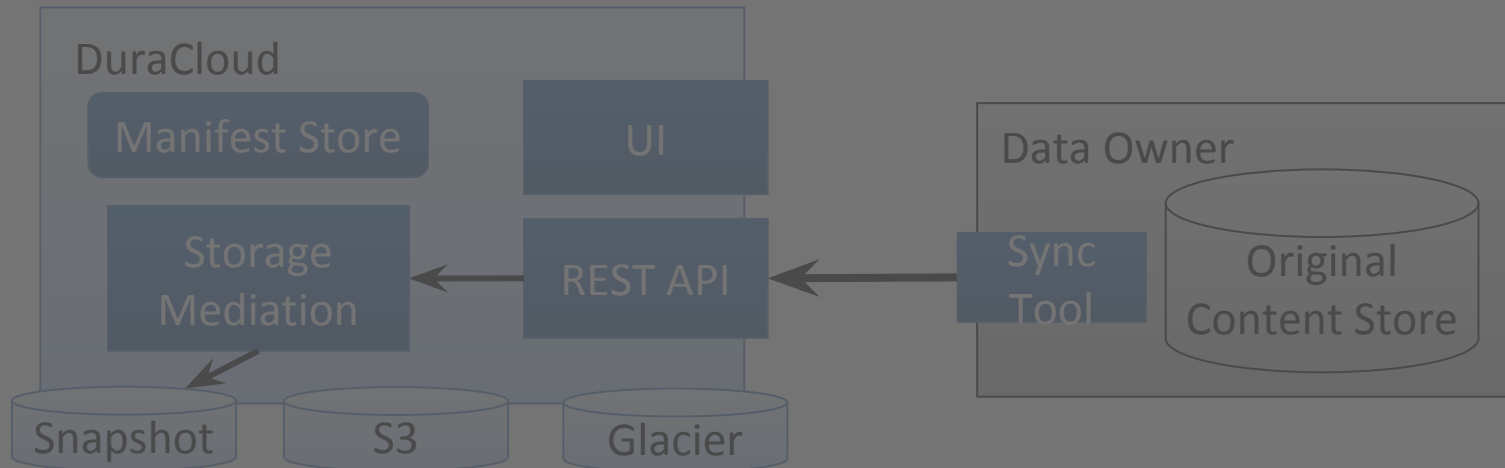 DuraCloud
Manifest Store
UI
Storage
Mediation
REST API
Snapshot
S3
Glacier
Data Owner
Sync
Tool
Original
Content Store